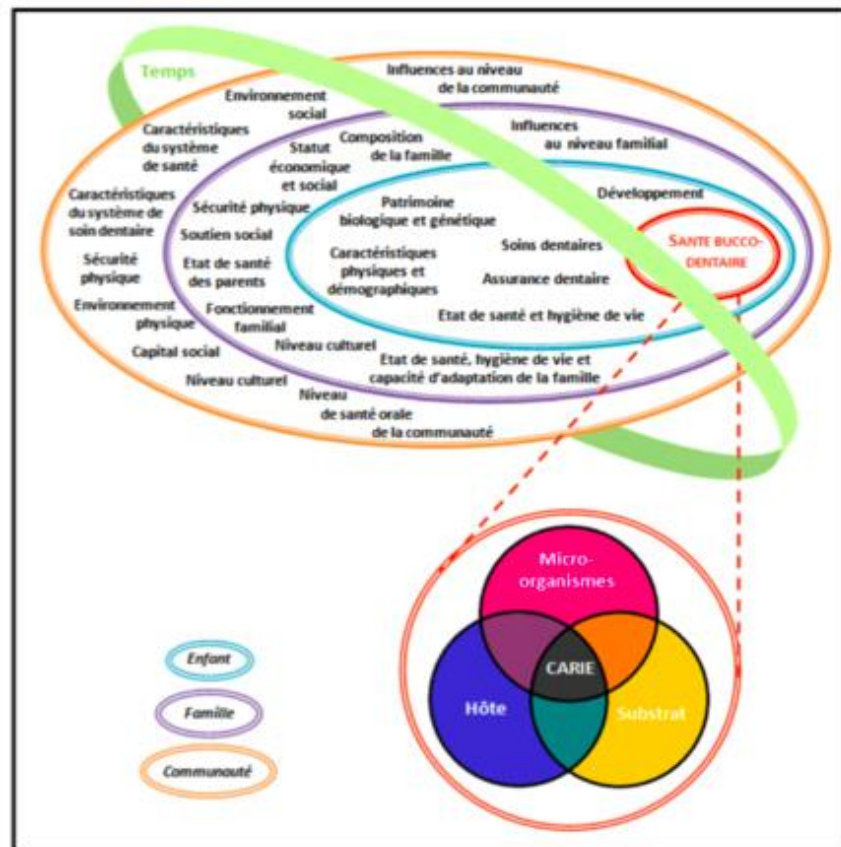 Temps
Influences au niveau
de la communauté
Environnement
social
Caractéristiques
du système
de santé
Caractéristiques
du système de
soin dentaire
Sécurité
physique
Environnement
physique
Capital social
Niveau culturel
Niveau
de santé orale
de la communauté
Influences
au niveau familial
Composition
de la famille
Statut
économique
et social
Sécurité physique
Soutien social
Etat de santé
des parents
Fonctionnement
familial
Niveau culturel
Etat de santé, hygiène de vie et
capacité d'adaptation de la famille
Développement
Patrimoine
biologique et génétique
Caractéristiques
physiques et
démographiques
Soins dentaires
Assurance dentaire
Etat de santé et hygiène de vie
SANTE BUCCO-
DENTAIRE
Micro-
organismes
CARIE
Hôte
Substrat
Enfant
Famille
Communauté